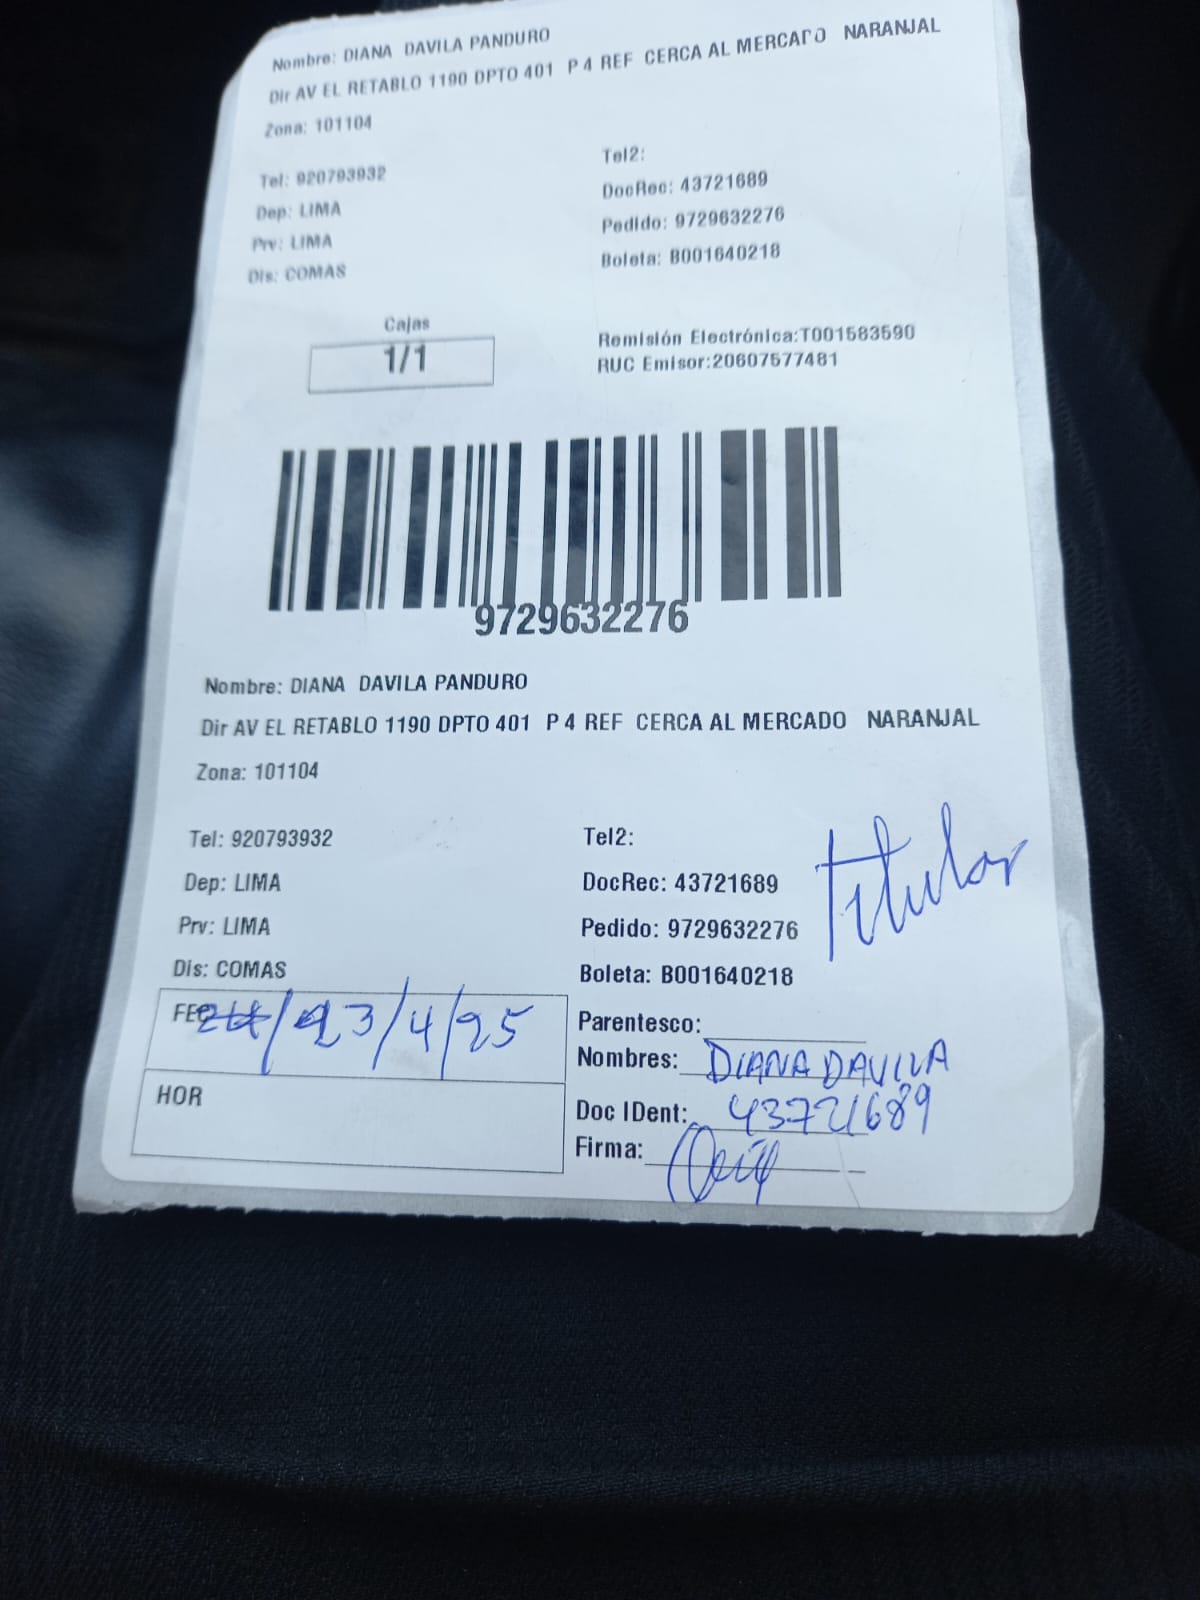 Nombre: DIANA DAVILA PANDURO
Dir AV EL RETABLO 1190 DPTO 401 P 4 REF CERCA AL MERCADO NARANJAL
Zona: 101104
Tel: 920793932
Dep: LIMA
Prv: LIMA
Dis: COMAS
Tel2:
DocRec: 43721689
Pedido: 9729632276
Boleta: B001640218
Cajas
1/1
Remisión Electrónica:T001583590
RUC Emisor:20607577481
9729632276
Nombre: DIANA DAVILA PANDURO
Dir AV EL RETABLO 1190 DPTO 401 P 4 REF CERCA AL MERCADO NARANJAL
Zona: 101104
Tel: 920793932
Dep: LIMA
Prv: LIMA
Dis: COMAS
Tel2:
DocRec: 43721689
Pedido: 9729632276
Boleta: B001640218
Titular
FEC 23/4/25
HOR
Parentesco:
Nombres: DIANA DAVILA
Doc IDent: 43721689
Firma: